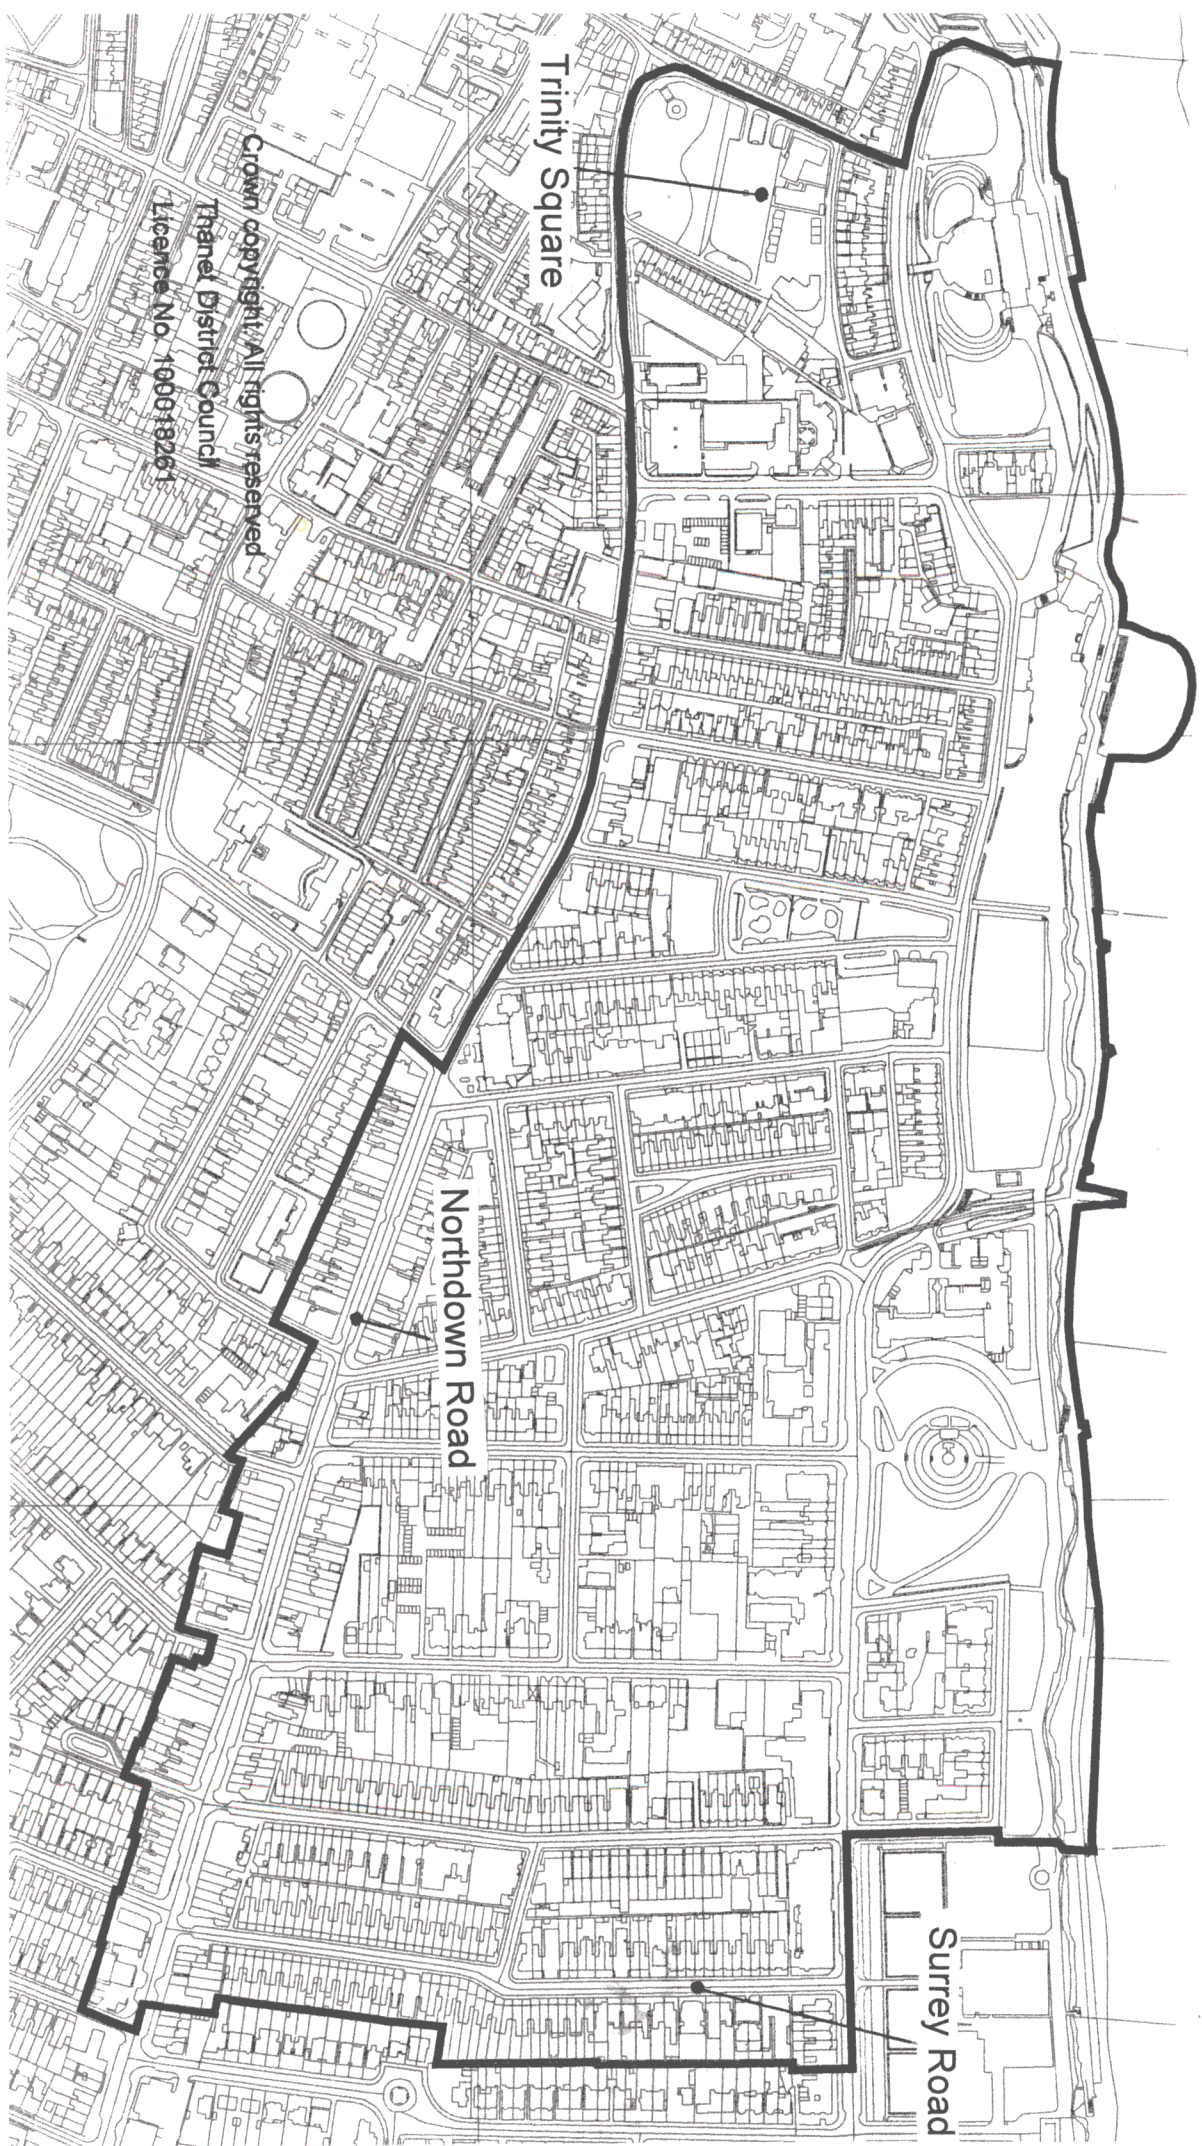 Trinity Square
Northdown Road
Surrey Road
Crown copyright. All rights reserved
Thanet District Council
Licence No. 100018261